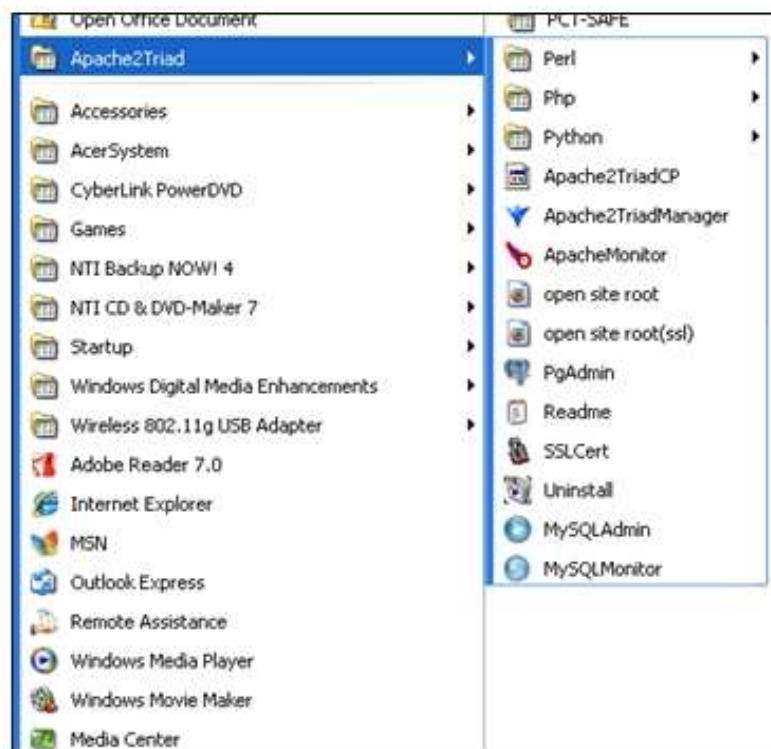 Open Office Document
Apache2Triad
Accessories
AcerSystem
CyberLink PowerDVD
Games
NTI Backup NOW! 4
NTI CD & DVD-Maker 7
Startup
Windows Digital Media Enhancements
Wireless 802.11g USB Adapter
Adobe Reader 7.0
Internet Explorer
MSN
Outlook Express
Remote Assistance
Windows Media Player
Windows Movie Maker
Media Center
PCT-SAFE
Perl
Php
Python
Apache2TriadCP
Apache2TriadManager
ApacheMonitor
open site root
open site root(ssl)
PgAdmin
Readme
SSLCert
Uninstall
MySQLAdmin
MySQLMonitor